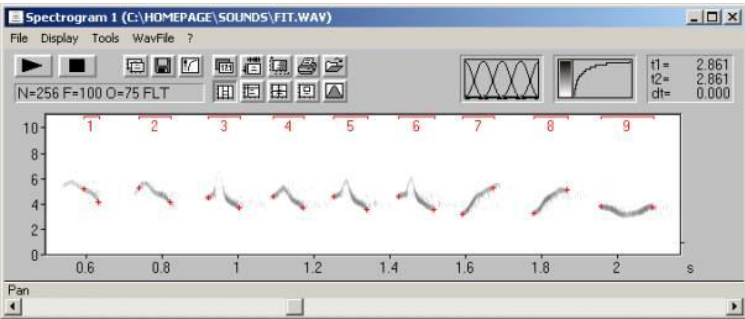 Spectrogram 1 (C:\HOMEPAGE\SOUNDS\FIT.WAV)
File Display Tools WavFile ?
t1= 2.861
t2= 2.861
dt= 0.000
N=256 F=100 O=75 FLT
1 2 3 4 5 6 7 8 9
10
8
6
4
2
0
0.6 0.8 1 1.2 1.4 1.6 1.8 2 s
Pan